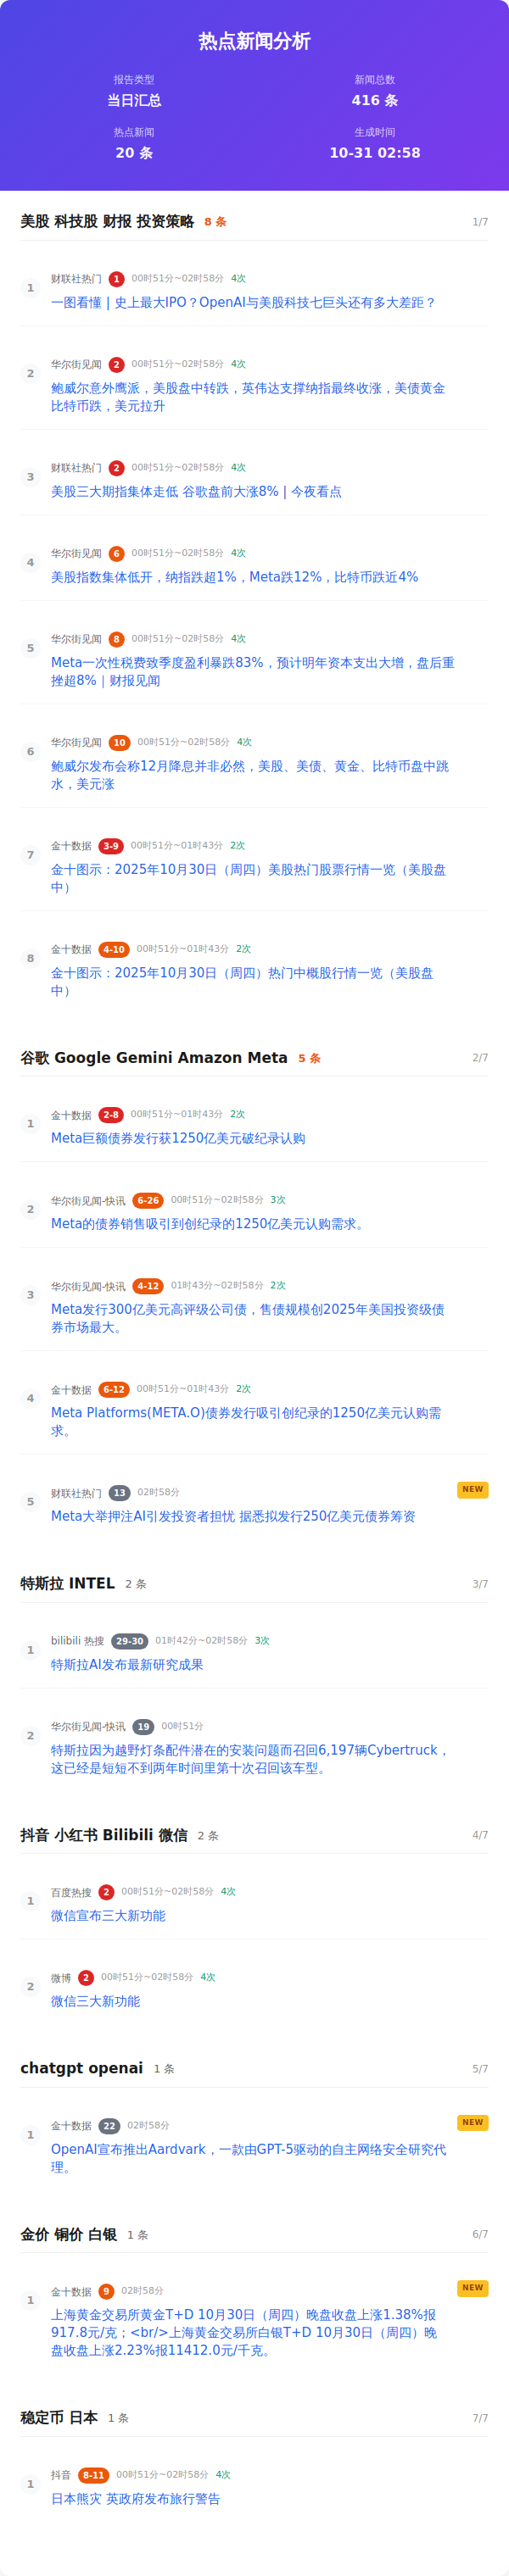 热点新闻分析
报告类型
新闻总数
当日汇总
416 条
热点新闻
生成时间
20 条
10-31 02:58
美股 科技股 财报 投资策略 8 条 1/7
财联社热门 1 00时51分~02时58分 4次
1
一图看懂 | 史上最大IPO？OpenAI与美股科技七巨头还有多大差距？
华尔街见闻 2 00时51分~02时58分 4次
2
鲍威尔意外鹰派，美股盘中转跌，英伟达支撑纳指最终收涨，美债黄金
比特币跌，美元拉升
财联社热门 2 00时51分~02时58分 4次
3
美股三大期指集体走低 谷歌盘前大涨8% | 今夜看点
华尔街见闻 6 00时51分~02时58分 4次
4
美股指数集体低开，纳指跌超1%，Meta跌12%，比特币跌近4%
华尔街见闻 8 00时51分~02时58分 4次
5
Meta一次性税费致季度盈利暴跌83%，预计明年资本支出大增，盘后重
挫超8%｜财报见闻
华尔街见闻 10 00时51分~02时58分 4次
6
鲍威尔发布会称12月降息并非必然，美股、美债、黄金、比特币盘中跳
水，美元涨
金十数据 3-9 00时51分~01时43分 2次
7
金十图示：2025年10月30日（周四）美股热门股票行情一览（美股盘
中）
金十数据 4-10 00时51分~01时43分 2次
8
金十图示：2025年10月30日（周四）热门中概股行情一览（美股盘
中）
谷歌 Google Gemini Amazon Meta 5 条 2/7
金十数据 2-8 00时51分~01时43分 2次
1
Meta巨额债券发行获1250亿美元破纪录认购
华尔街见闻-快讯 6-26 00时51分~02时58分 3次
2
Meta的债券销售吸引到创纪录的1250亿美元认购需求。
华尔街见闻-快讯 4-12 01时43分~02时58分 2次
3
Meta发行300亿美元高评级公司债，售债规模创2025年美国投资级债
券市场最大。
金十数据 6-12 00时51分~01时43分 2次
4
Meta Platforms(META.O)债券发行吸引创纪录的1250亿美元认购需
求。
财联社热门 13 02时58分 NEW
5
Meta大举押注AI引发投资者担忧 据悉拟发行250亿美元债券筹资
特斯拉 INTEL 2 条 3/7
bilibili 热搜 29-30 01时42分~02时58分 3次
1
特斯拉AI发布最新研究成果
华尔街见闻-快讯 19 00时51分
2
特斯拉因为越野灯条配件潜在的安装问题而召回6,197辆Cybertruck，
这已经是短短不到两年时间里第十次召回该车型。
抖音 小红书 Bilibili 微信 2 条 4/7
百度热搜 2 00时51分~02时58分 4次
1
微信宣布三大新功能
微博 2 00时51分~02时58分 4次
2
微信三大新功能
chatgpt openai 1 条 5/7
金十数据 22 02时58分 NEW
1
OpenAI宣布推出Aardvark，一款由GPT-5驱动的自主网络安全研究代
理。
金价 铜价 白银 1 条 6/7
金十数据 9 02时58分 NEW
1
上海黄金交易所黄金T+D 10月30日（周四）晚盘收盘上涨1.38%报
917.8元/克；<br/>上海黄金交易所白银T+D 10月30日（周四）晚
盘收盘上涨2.23%报11412.0元/千克。
稳定币 日本 1 条 7/7
抖音 8-11 00时51分~02时58分 4次
1
日本熊灾 英政府发布旅行警告